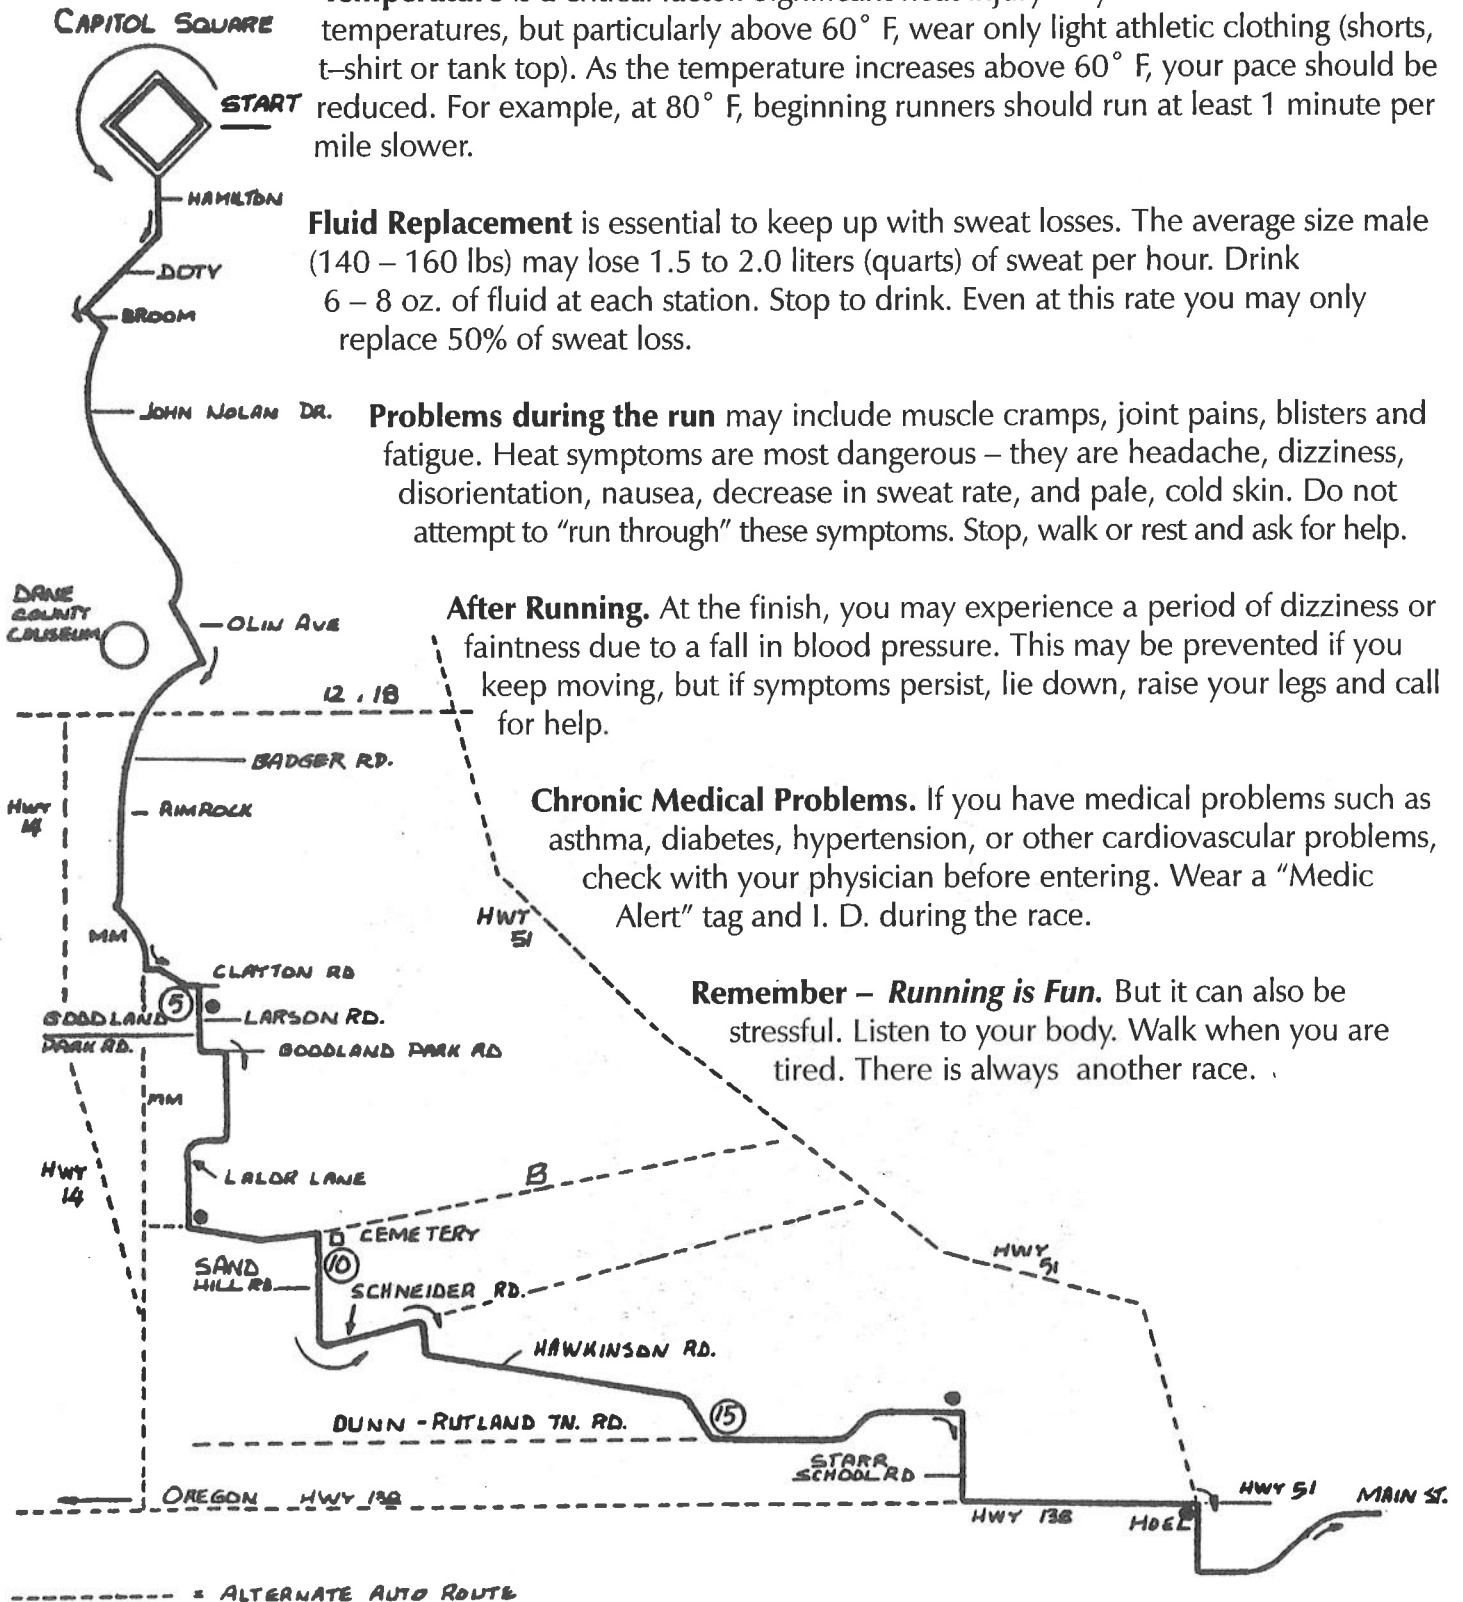 temperatures, but particularly above 60° F, wear only light athletic clothing (shorts,
t–shirt or tank top). As the temperature increases above 60° F, your pace should be
reduced. For example, at 80° F, beginning runners should run at least 1 minute per
mile slower.
Fluid Replacement is essential to keep up with sweat losses. The average size male
(140 – 160 lbs) may lose 1.5 to 2.0 liters (quarts) of sweat per hour. Drink
6 – 8 oz. of fluid at each station. Stop to drink. Even at this rate you may only
replace 50% of sweat loss.
Problems during the run may include muscle cramps, joint pains, blisters and
fatigue. Heat symptoms are most dangerous – they are headache, dizziness,
disorientation, nausea, decrease in sweat rate, and pale, cold skin. Do not
attempt to “run through” these symptoms. Stop, walk or rest and ask for help.
After Running. At the finish, you may experience a period of dizziness or
faintness due to a fall in blood pressure. This may be prevented if you
keep moving, but if symptoms persist, lie down, raise your legs and call
for help.
Chronic Medical Problems. If you have medical problems such as
asthma, diabetes, hypertension, or other cardiovascular problems,
check with your physician before entering. Wear a “Medic
Alert” tag and I. D. during the race.
Remember – Running is Fun. But it can also be
stressful. Listen to your body. Walk when you are
tired. There is always another race.
CAPITOL SQUARE
START
HAMILTON
DOTY
BROOM
JOHN NOLAN DR.
DANE
COUNTY
COLISEUM
OLIN AVE
12 , 18
BADGER RD.
HWY
14
RIMROCK
HWY
51
MM
CLAYTON RD
5
GOODLAND
PARK RD.
LARSON RD.
GOODLAND PARK RD
MM
HWY
14
LALOR LANE
B
CEMETERY
10
SAND
HILL RD
SCHNEIDER RD.
HWY
51
HAWKINSON RD.
15
DUNN - RUTLAND TN. RD.
STARR
SCHOOL RD
OREGON HWY 138
HWY 138
HOEL
HWY 51
MAIN ST.
------------ = ALTERNATE AUTO ROUTE